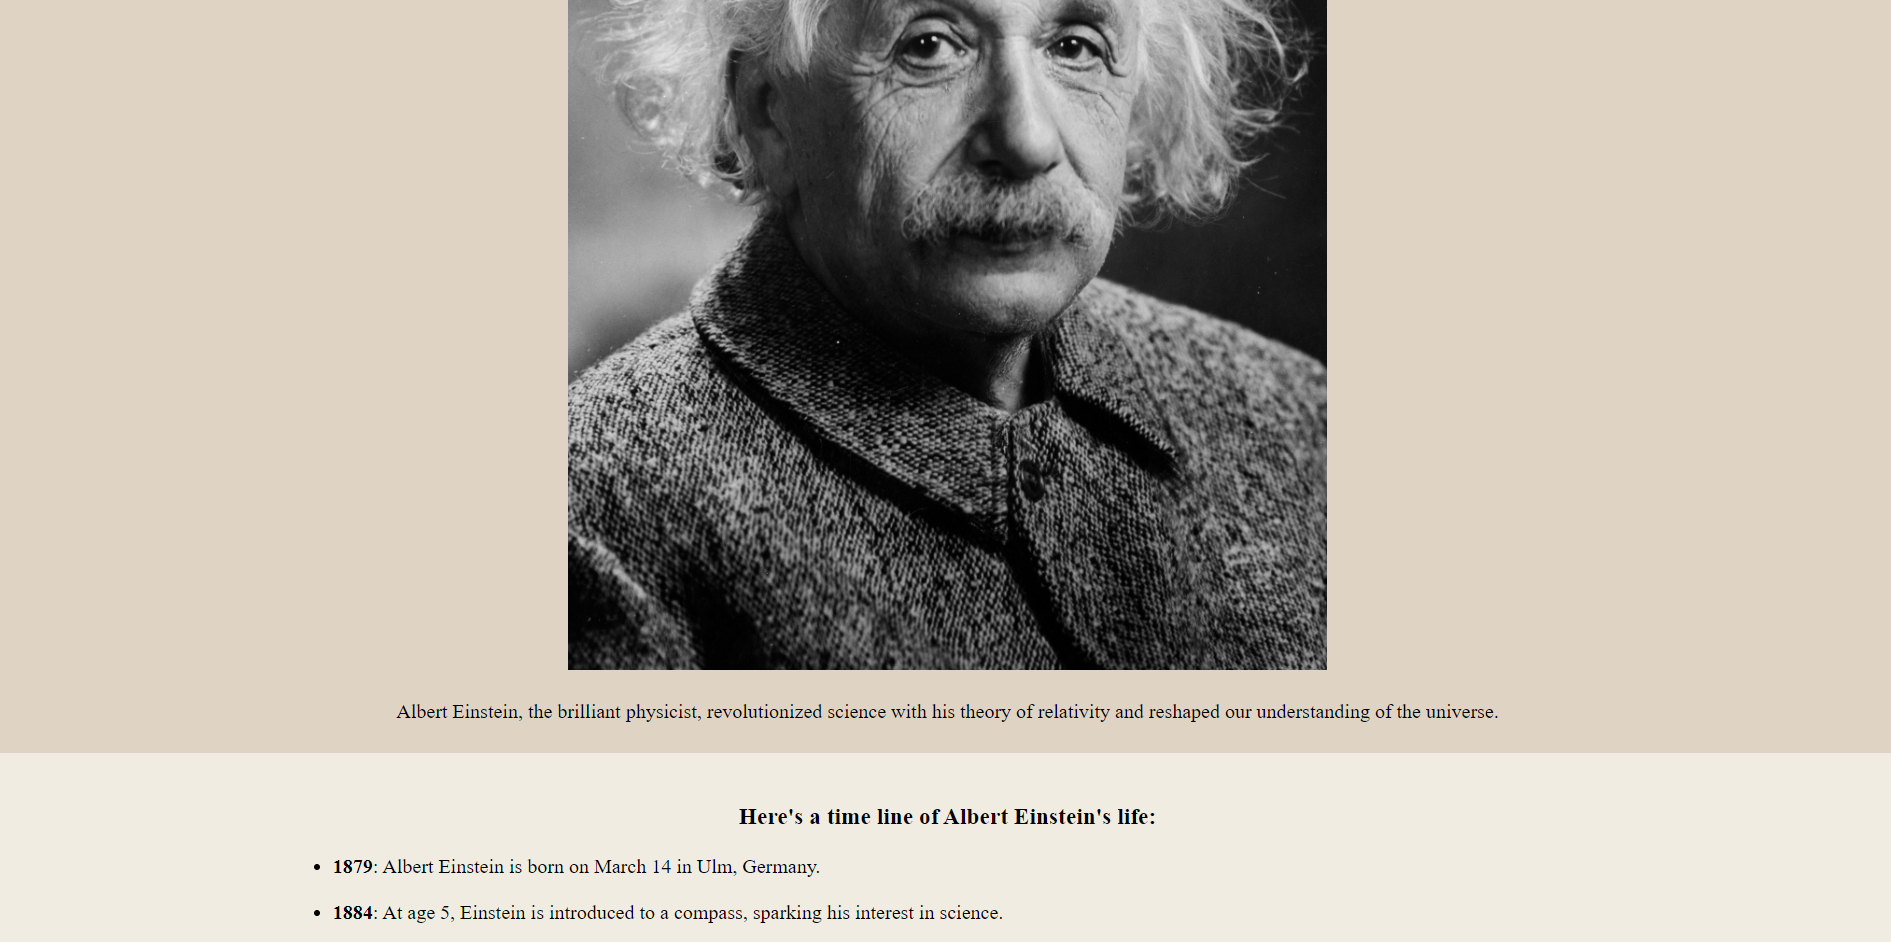 Albert Einstein, the brilliant physicist, revolutionized science with his theory of relativity and reshaped our understanding of the universe.
Here's a time line of Albert Einstein's life:
• 1879: Albert Einstein is born on March 14 in Ulm, Germany.
• 1884: At age 5, Einstein is introduced to a compass, sparking his interest in science.